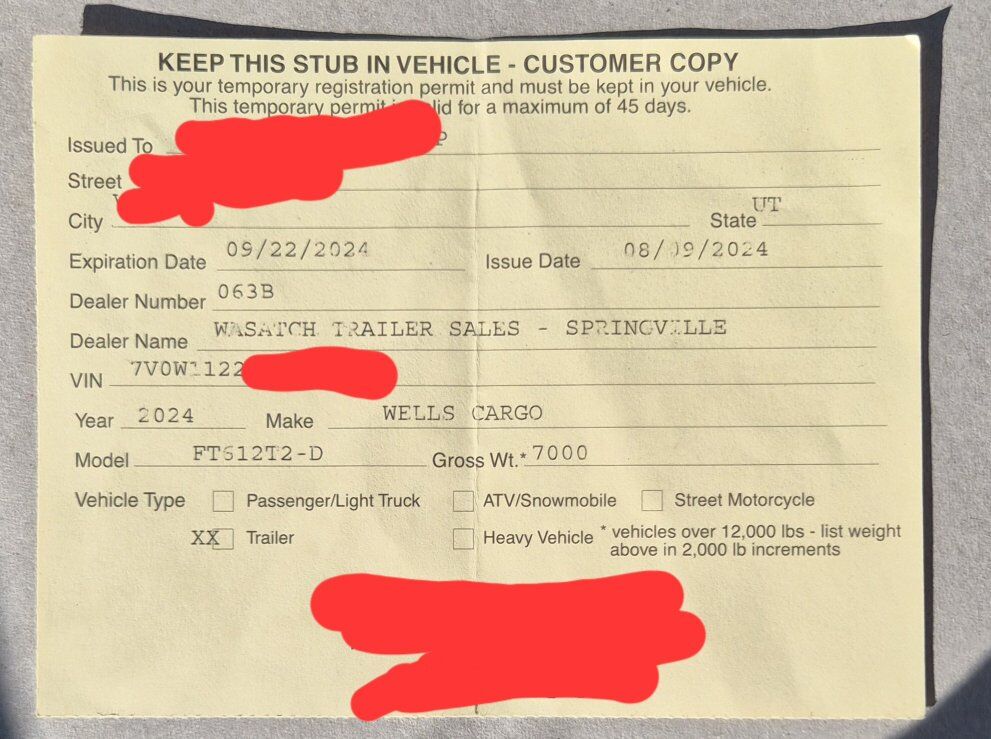 KEEP THIS STUB IN VEHICLE - CUSTOMER COPY
This is your temporary registration permit and must be kept in your vehicle.
This temporary permit for a maximum of 45 days.
Issued To
Street
City State UT
Expiration Date 09/22/2024 Issue Date 08/09/2024
Dealer Number 063B
Dealer Name WASATCH TRAILER SALES - SPRINGVILLE
VIN 7V0W1122
Year 2024 Make WELLS CARGO
Model FT612T2-D Gross Wt.* 7000
Vehicle Type Passenger/Light Truck ATV/Snowmobile Street Motorcycle
XX Trailer Heavy Vehicle * vehicles over 12,000 lbs - list weight
above in 2,000 lb increments